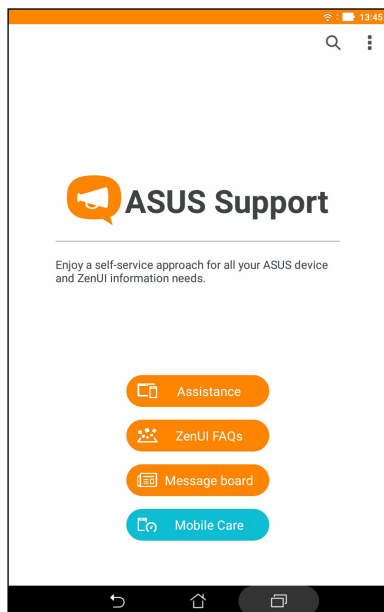 13:45
ASUS Support
Enjoy a self-service approach for all your ASUS device
and ZenUI information needs.
Assistance
ZenUI FAQs
Message board
Mobile Care